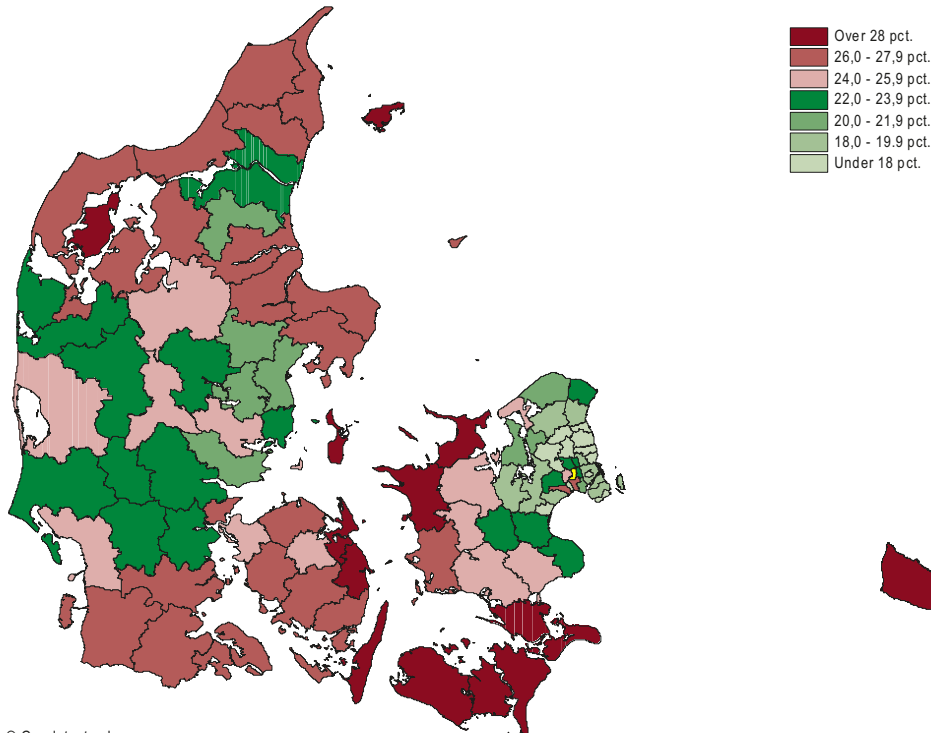 Over 28 pct.
26,0 - 27,9 pct.
24,0 - 25,9 pct.
22,0 - 23,9 pct.
20,0 - 21,9 pct.
18,0 - 19.9 pct.
Under 18 pct.